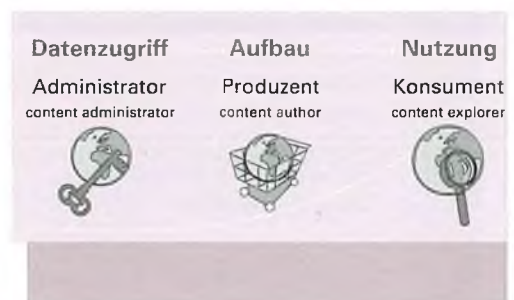 Datenzugriff
Administrator
content administrator
Aufbau
Produzent
content author
Nutzung
Konsument
content explorer